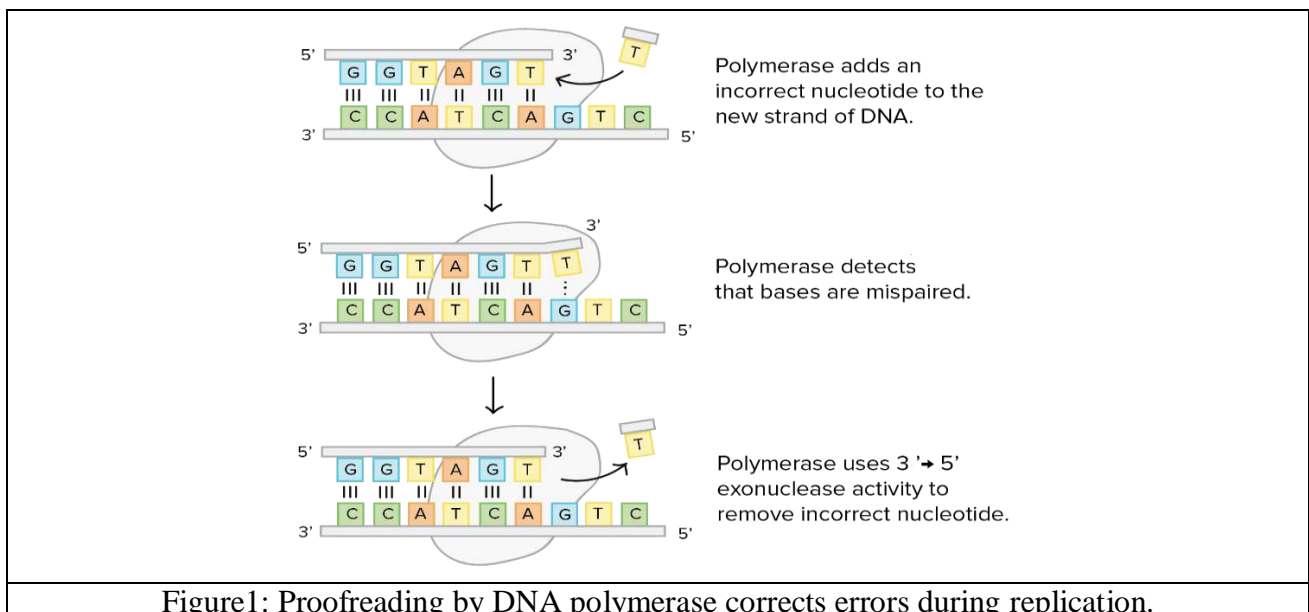 5’ 3’ T
G G T A G T
C C A T C A G T C
3’ 5’
Polymerase adds an
incorrect nucleotide to the
new strand of DNA.
3’
5’
G G T A G T T
C C A T C A G T C
3’ 5’
Polymerase detects
that bases are mispaired.
5’ 3’ T
G G T A G T
C C A T C A G T C
3’ 5’
Polymerase uses 3 ’→ 5’
exonuclease activity to
remove incorrect nucleotide.
Figure1: Proofreading by DNA polymerase corrects errors during replication.